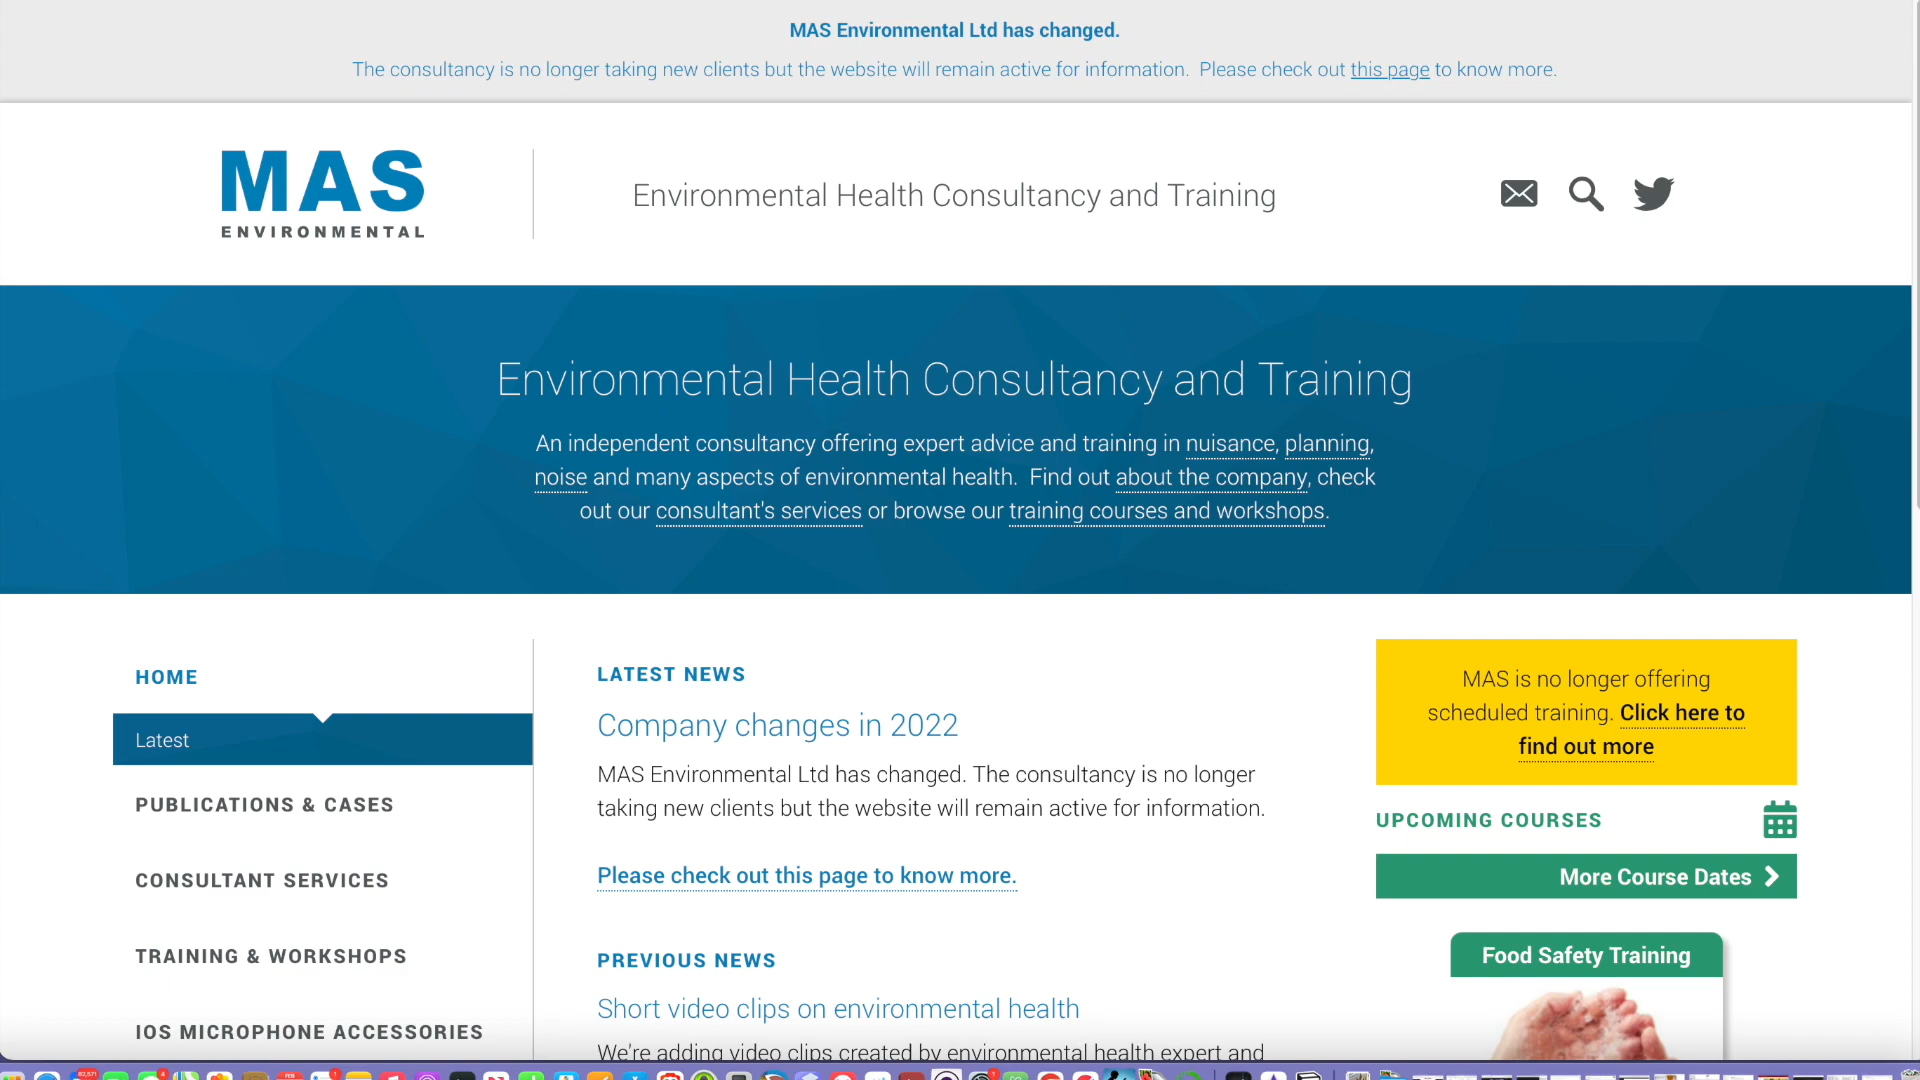 MAS Environmental Ltd has changed.
The consultancy is no longer taking new clients but the website will remain active for information. Please check out this page to know more.
MAS
ENVIRONMENTAL
Environmental Health Consultancy and Training
Environmental Health Consultancy and Training
An independent consultancy offering expert advice and training in nuisance, planning,
noise and many aspects of environmental health. Find out about the company, check
out our consultant's services or browse our training courses and workshops.
HOME
Latest
PUBLICATIONS & CASES
CONSULTANT SERVICES
TRAINING & WORKSHOPS
IOS MICROPHONE ACCESSORIES
LATEST NEWS
Company changes in 2022
MAS Environmental Ltd has changed. The consultancy is no longer
taking new clients but the website will remain active for information.
Please check out this page to know more.
PREVIOUS NEWS
Short video clips on environmental health
We're adding video clips created by environmental health expert and
MAS is no longer offering
scheduled training. Click here to
find out more
UPCOMING COURSES
More Course Dates
Food Safety Training